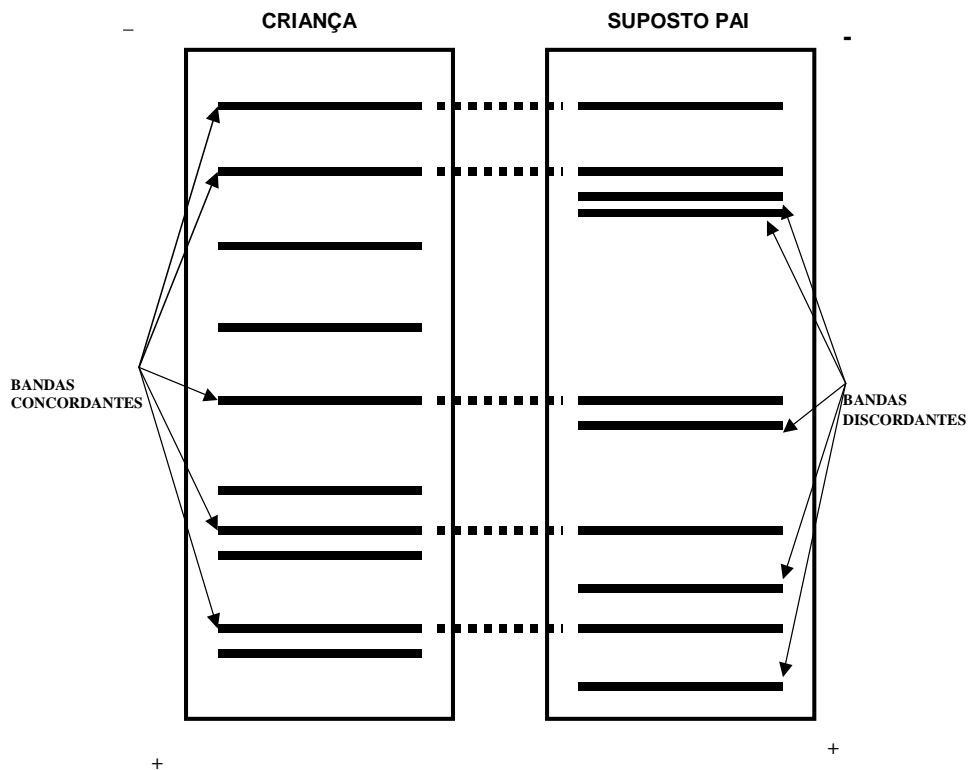 CRIANÇA
SUPOSTO PAI
–
-
BANDAS
CONCORDANTES
BANDAS
DISCORDANTES
+
+